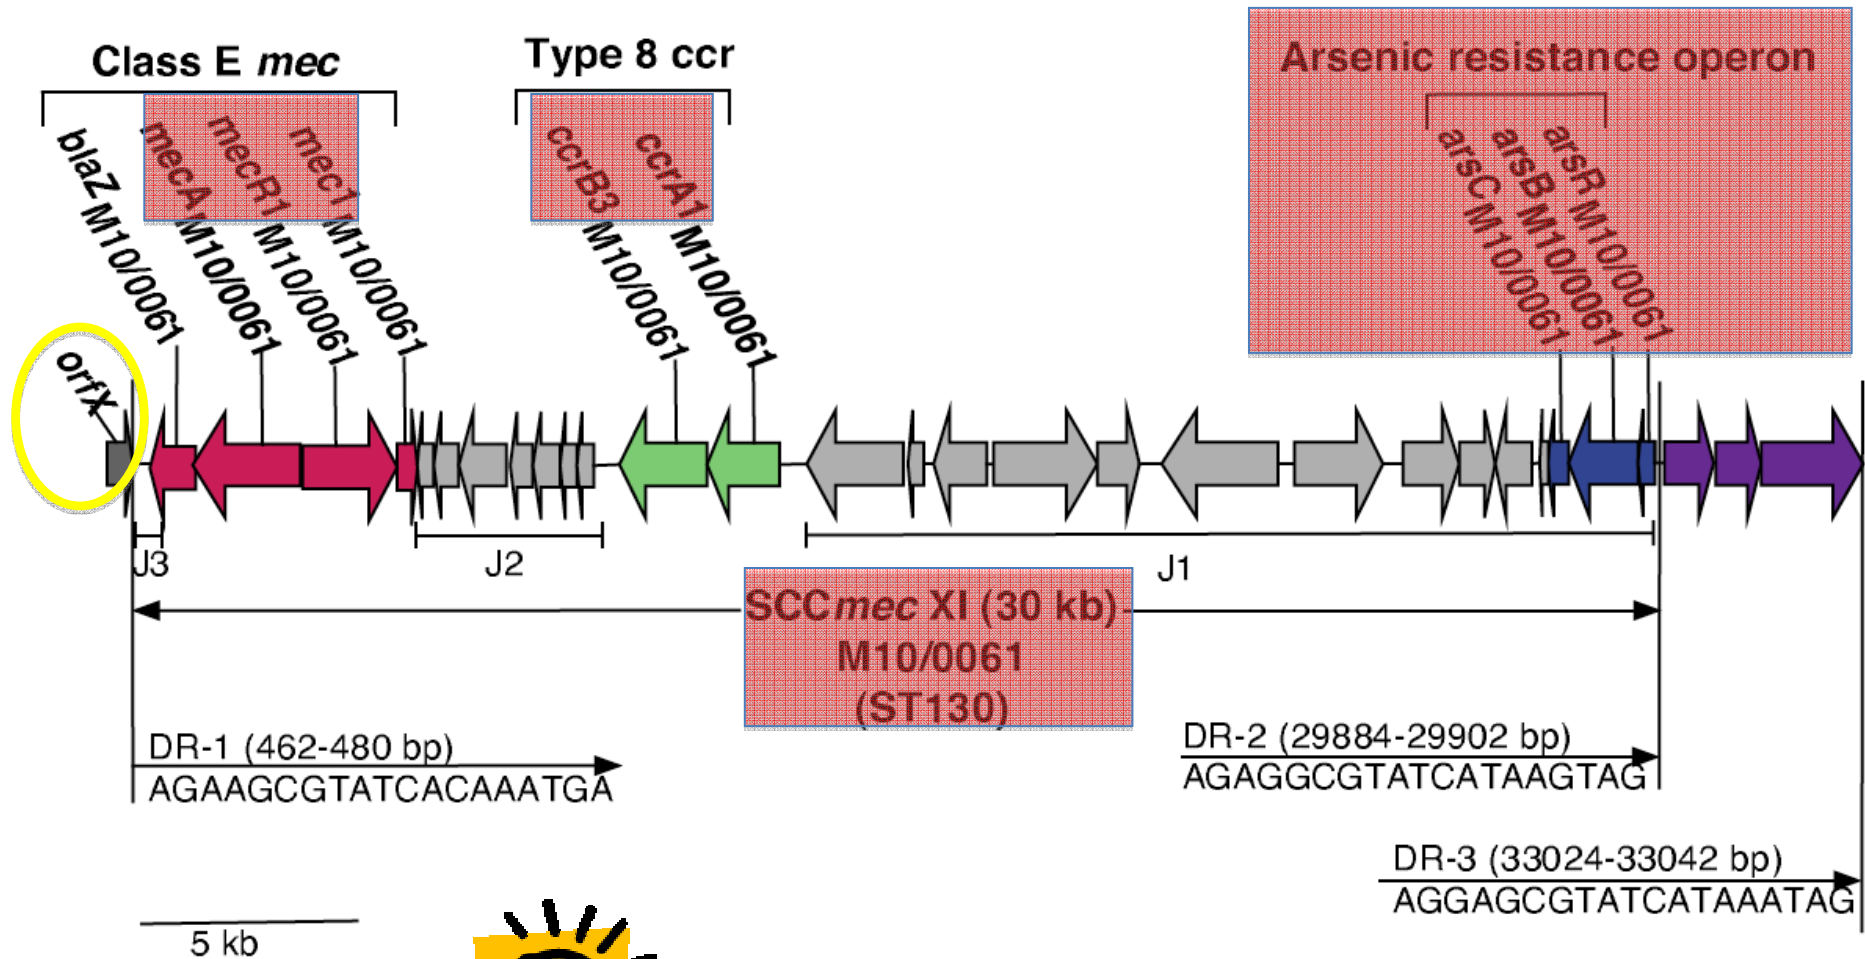 Class E mec
Type 8 ccr
Arsenic resistance operon
blaZ M10/0061
mecA M10/0061
mecR1 M10/0061
mec1 M10/0061
ccrB3 M10/0061
ccrA1 M10/0061
arsC M10/0061
arsB M10/0061
arsR M10/0061
orfX
J3
J2
J1
SCCmec XI (30 kb)
M10/0061
(ST130)
DR-1 (462-480 bp)
AGAAGCGTATCACAAATGA
DR-2 (29884-29902 bp)
AGAGGCGTATCATAAGTAG
DR-3 (33024-33042 bp)
AGGAGCGTATCATAAATAG
5 kb